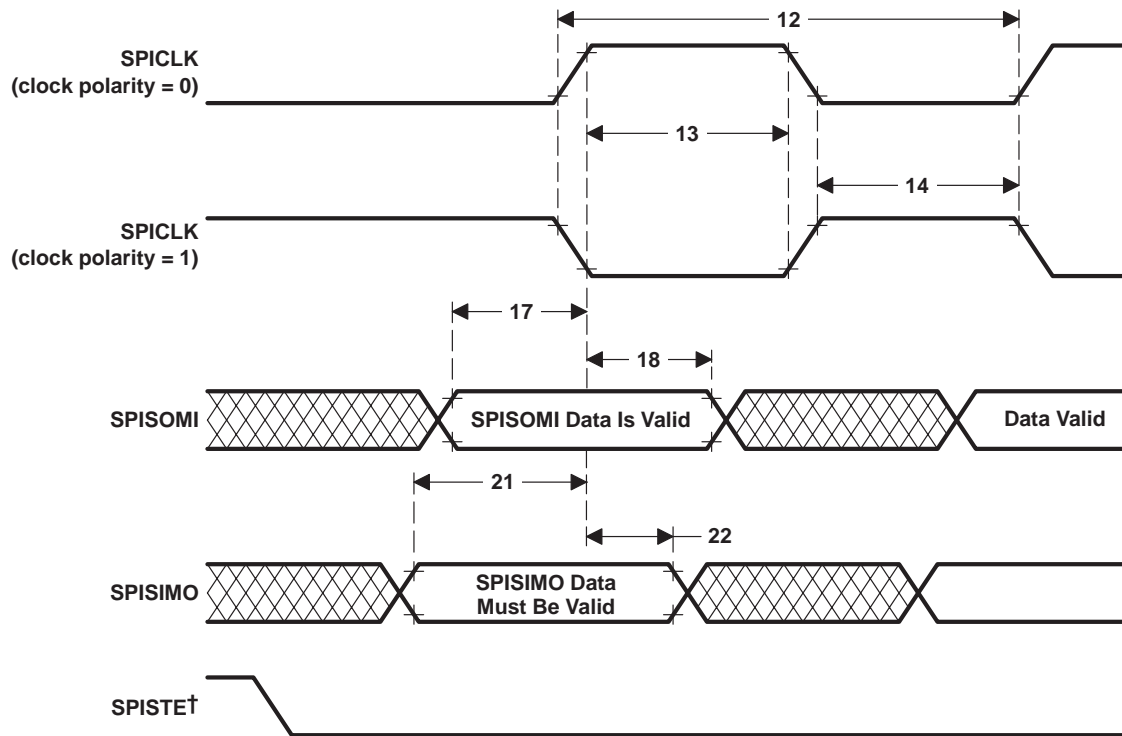 12
SPICLK
(clock polarity = 0)
13
14
SPICLK
(clock polarity = 1)
17
18
SPISOMI
SPISOMI Data Is Valid
Data Valid
21
22
SPISIMO
SPISIMO Data
Must Be Valid
SPISTE†